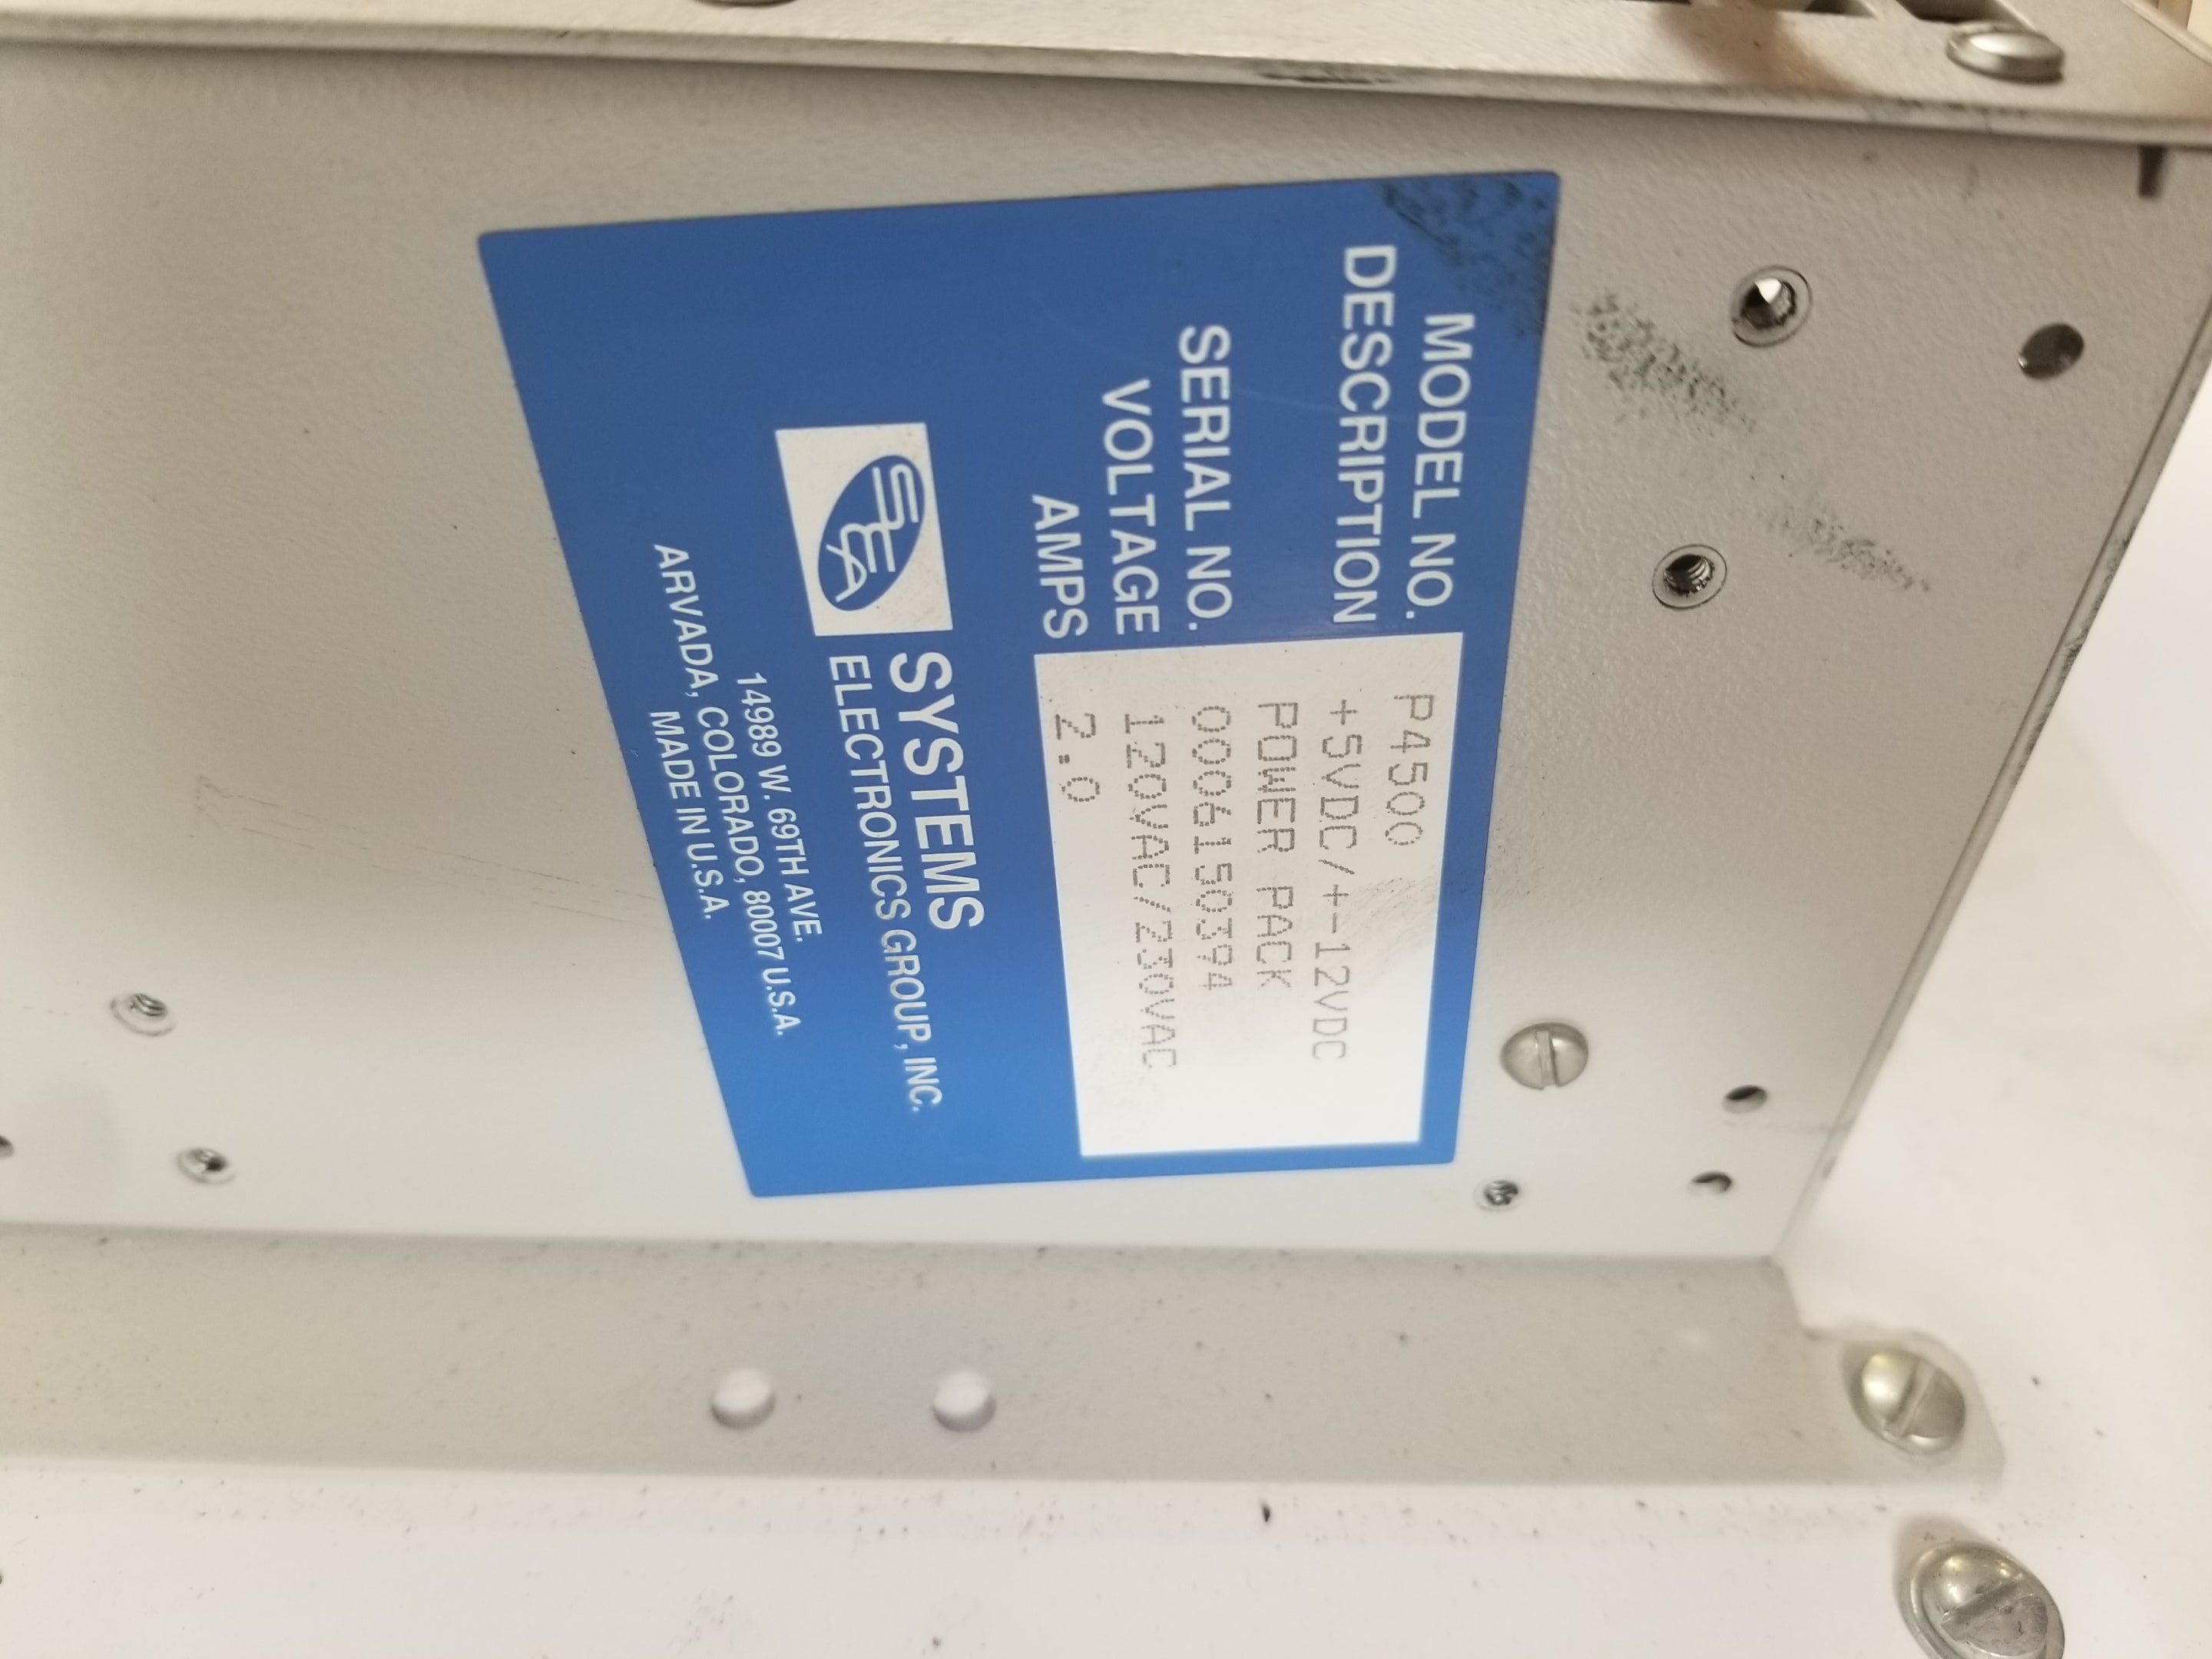 MODEL NO. P4500
DESCRIPTION +5VDC/+-12VDC
POWER PACK
SERIAL NO. 0006150394
VOLTAGE 120VAC/230VAC
AMPS 2.0
SEA
SYSTEMS
ELECTRONICS GROUP, INC.
14989 W. 69TH AVE.
ARVADA, COLORADO, 80007 U.S.A.
MADE IN U.S.A.